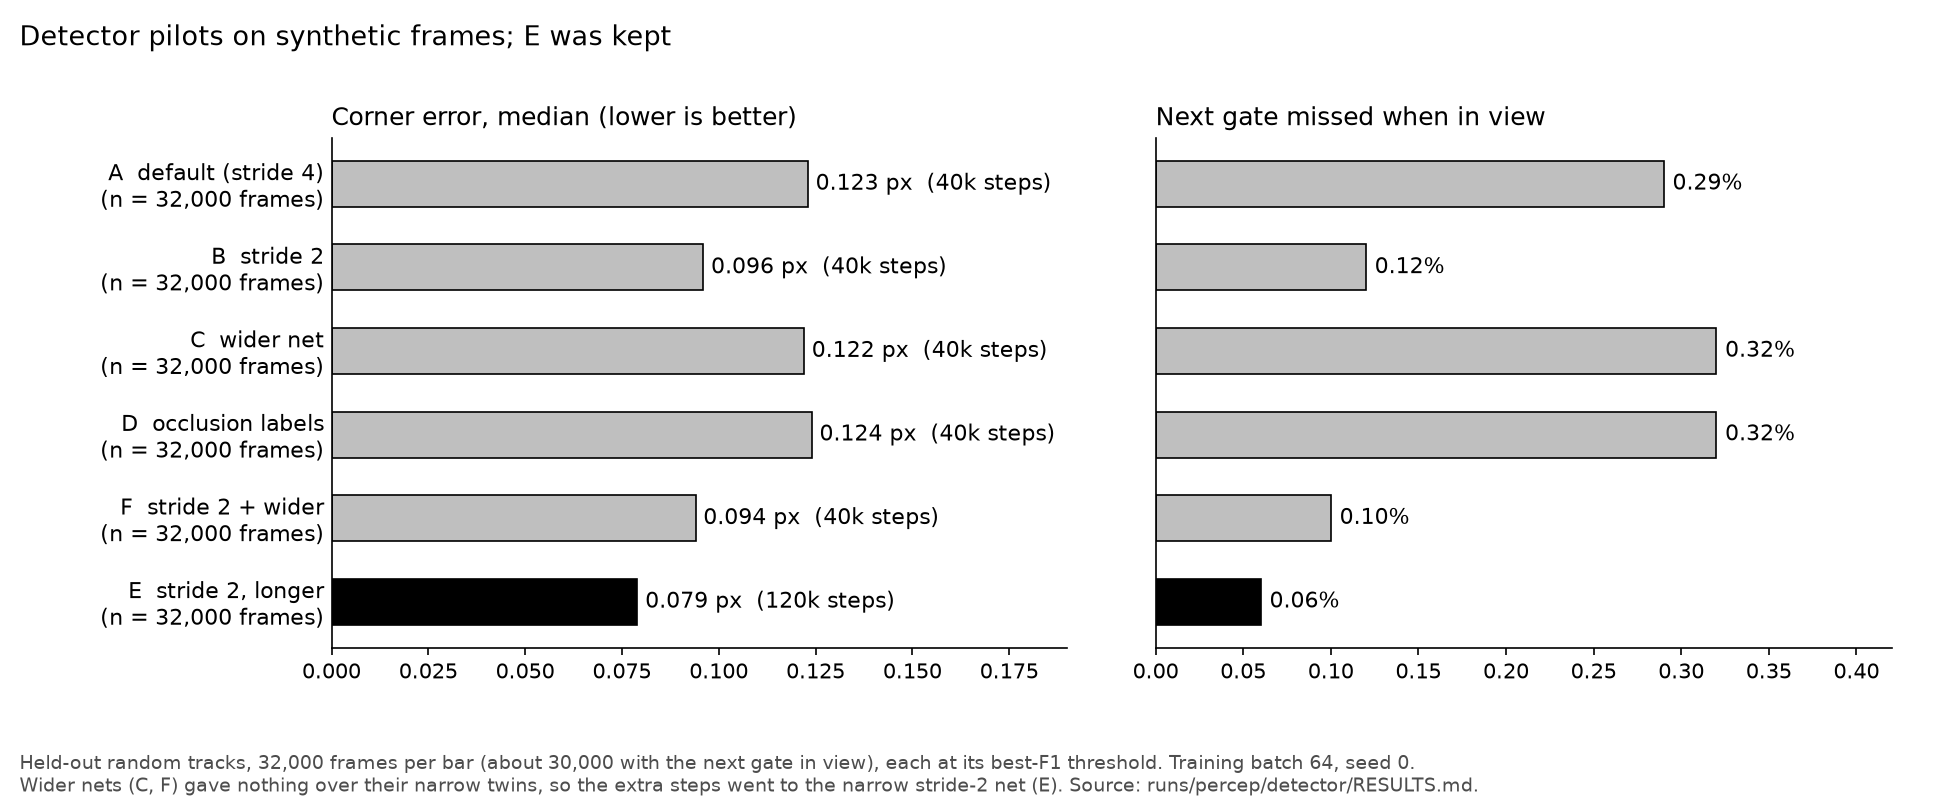 Detector pilots on synthetic frames; E was kept
Corner error, median (lower is better)
A  default (stride 4)
(n = 32,000 frames)
0.123 px  (40k steps)
B  stride 2
(n = 32,000 frames)
0.096 px  (40k steps)
C  wider net
(n = 32,000 frames)
0.122 px  (40k steps)
D  occlusion labels
(n = 32,000 frames)
0.124 px  (40k steps)
F  stride 2 + wider
(n = 32,000 frames)
0.094 px  (40k steps)
E  stride 2, longer
(n = 32,000 frames)
0.079 px  (120k steps)
0.000 0.025 0.050 0.075 0.100 0.125 0.150 0.175
Next gate missed when in view
0.29%
0.12%
0.32%
0.32%
0.10%
0.06%
0.00 0.05 0.10 0.15 0.20 0.25 0.30 0.35 0.40
Held-out random tracks, 32,000 frames per bar (about 30,000 with the next gate in view), each at its best-F1 threshold. Training batch 64, seed 0.
Wider nets (C, F) gave nothing over their narrow twins, so the extra steps went to the narrow stride-2 net (E). Source: runs/percep/detector/RESULTS.md.